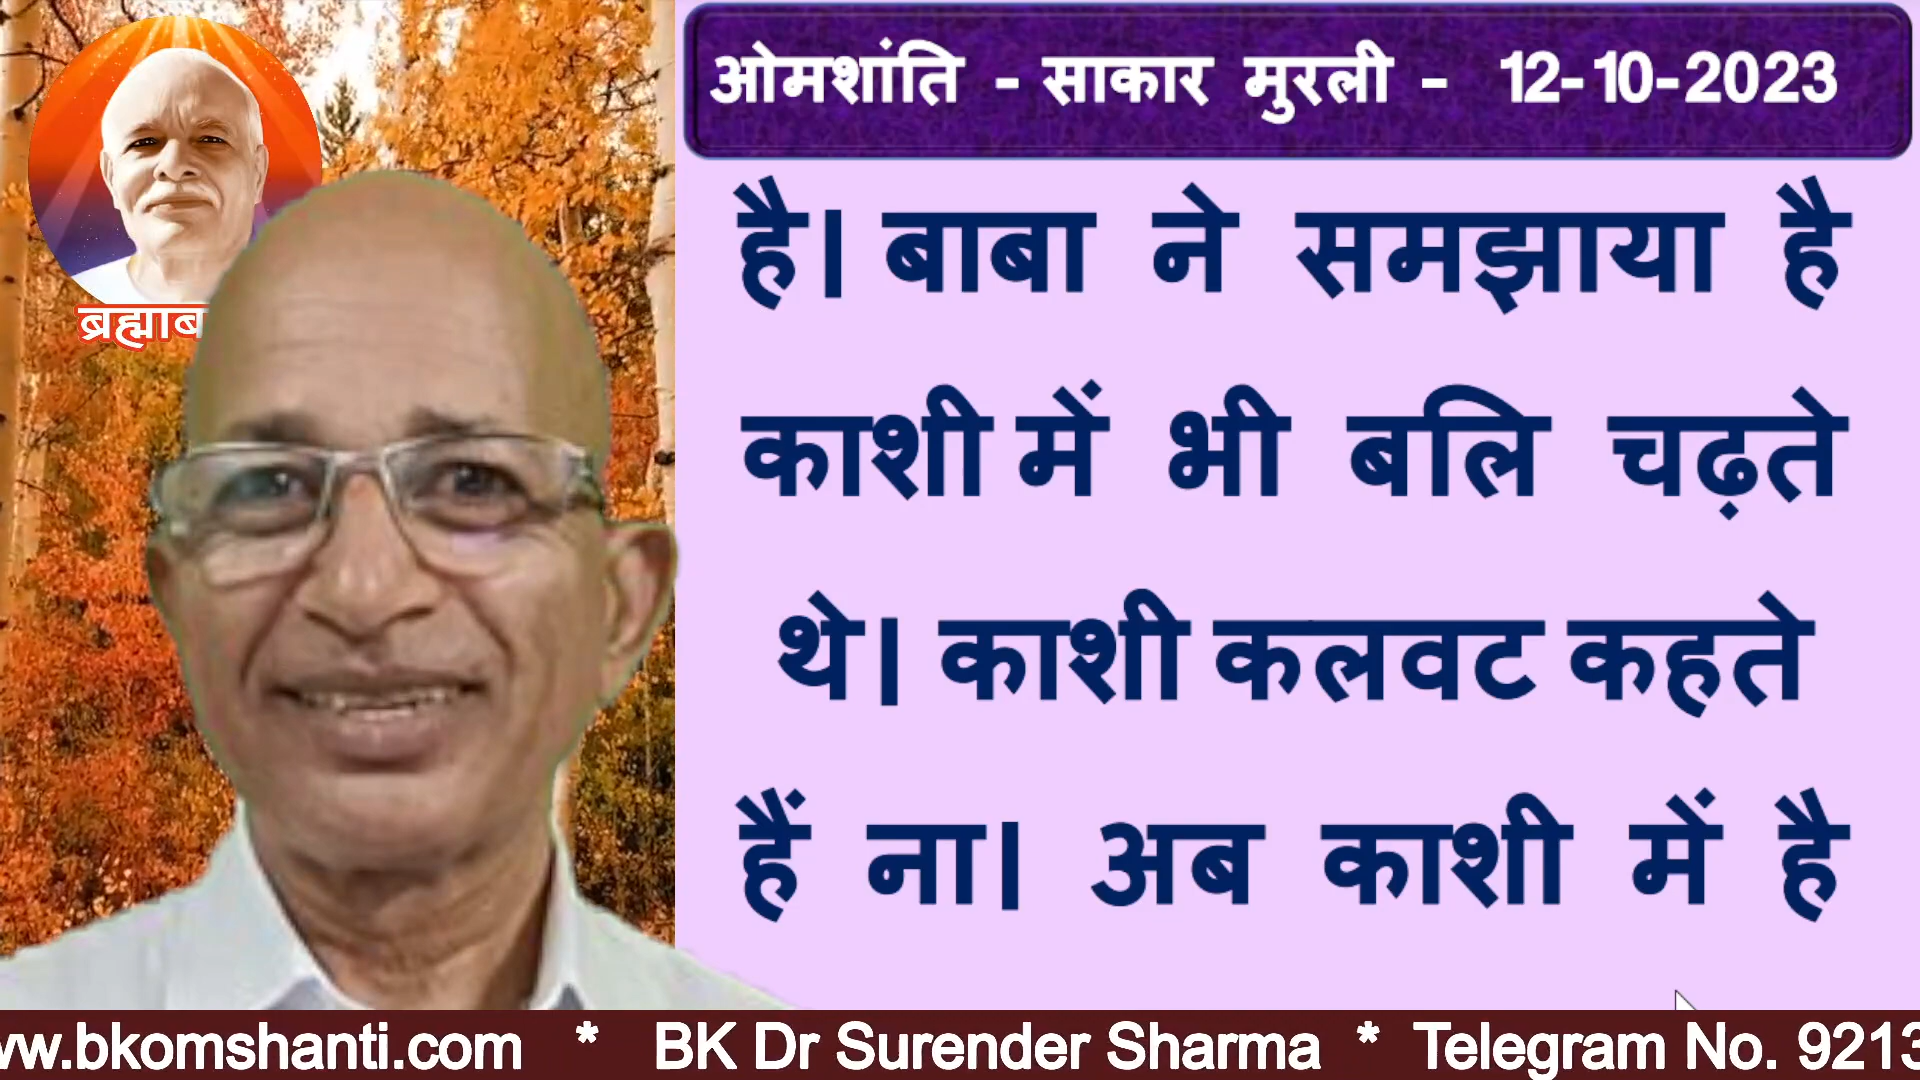 ओमशांति - साकार मुरली - 12-10-2023
है। बाबा ने समझाया है
काशी में भी बलि चढ़ते
थे। काशी कलवट कहते
हैं ना। अब काशी में है
www.bkomshanti.com * BK Dr Surender Sharma * Telegram No. 9213